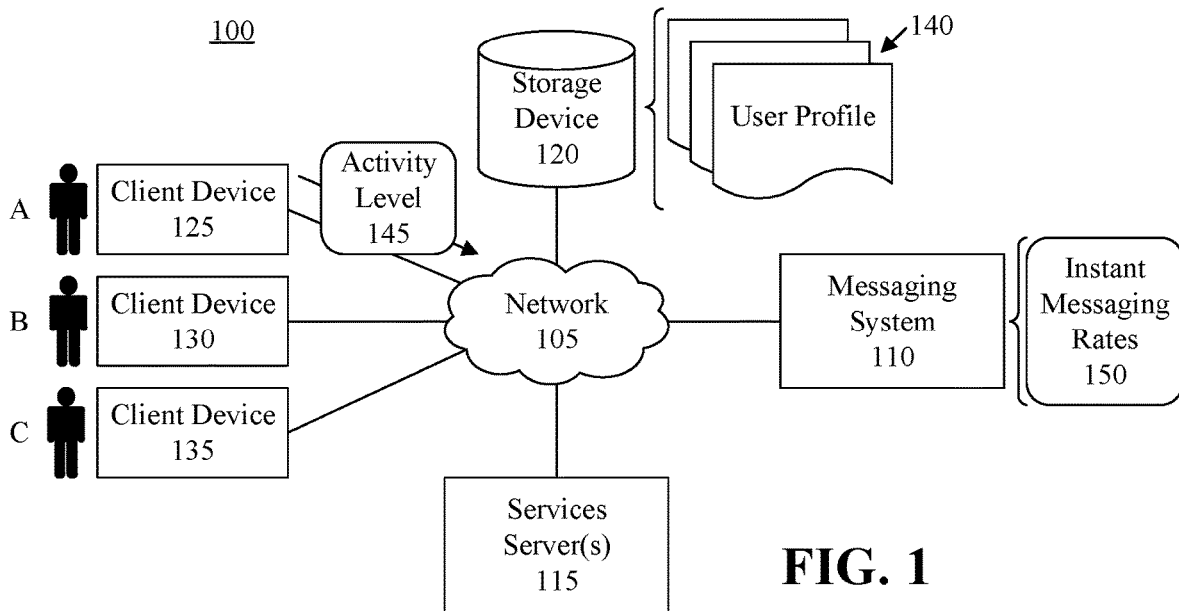 100
Storage
Device
120
140
User Profile
Activity
Level
145
A
Client Device
125
B
Client Device
130
C
Client Device
135
Network
105
Messaging
System
110
Instant
Messaging
Rates
150
Services
Server(s)
115
FIG. 1